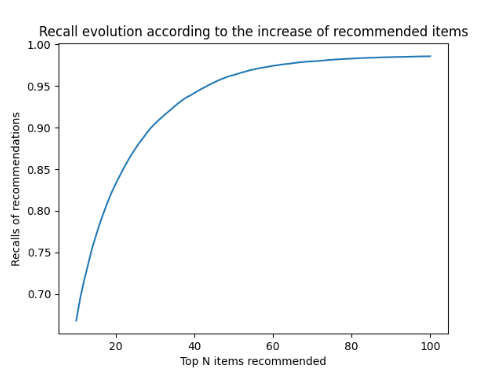 Recall evolution according to the increase of recommended items
1.00
0.95
0.90
0.85
0.80
0.75
0.70
Recalls of recommendations
20 40 60 80 100
Top N items recommended